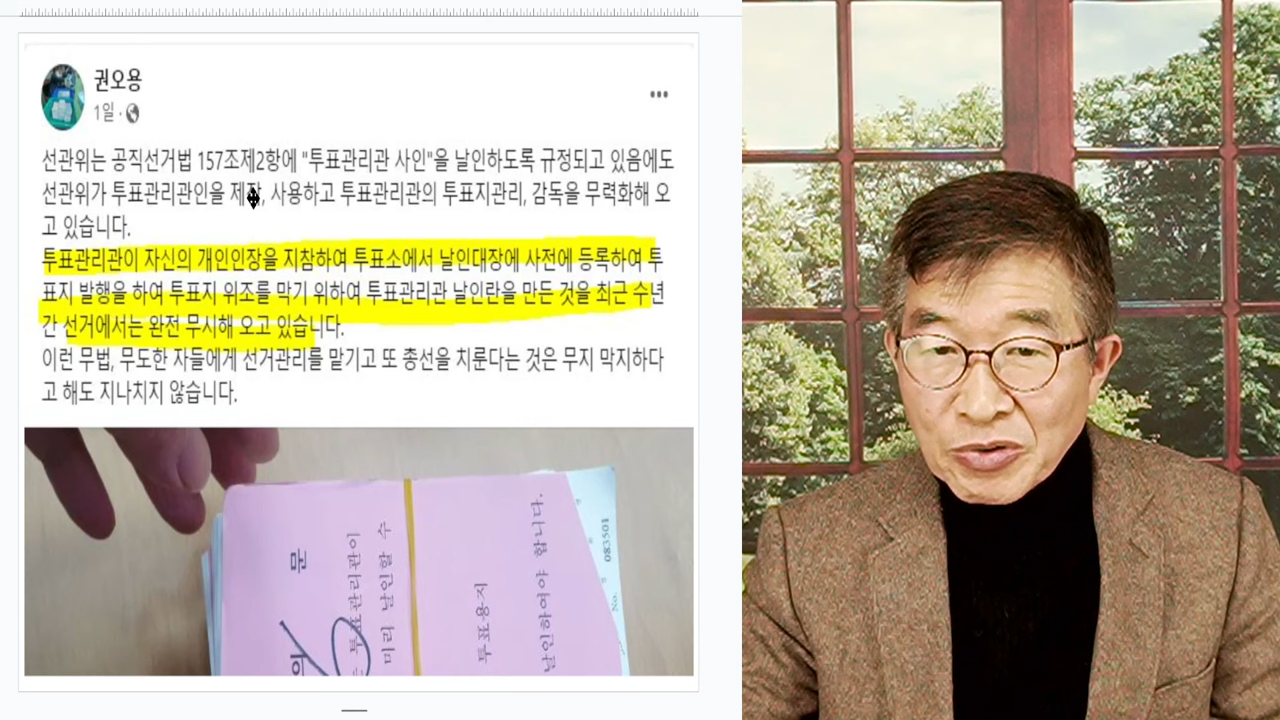 권오용
1일 ·
선관위는 공직선거법 157조제2항에 "투표관리관 사인"을 날인하도록 규정되고 있음에도
선관위가 투표관리관인을 제작, 사용하고 투표관리관의 투표지관리, 감독을 무력화해 오
고 있습니다.
투표관리관이 자신의 개인인장을 지참하여 투표소에서 날인대장에 사전에 등록하여 투
표지 발행을 하여 투표지 위조를 막기 위하여 투표관리관 날인란을 만든 것을 최근 수년
간 선거에서는 완전 무시해 오고 있습니다.
이런 무법, 무도한 자들에게 선거관리를 맡기고 또 총선을 치룬다는 것은 무지 막지하다
고 해도 지나치지 않습니다.
문
투표관리관이
미리 날인할 수
투표용지
날인하여야 합니다.
No.
083501